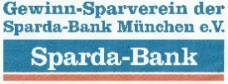 Gewinn-Sparverein der
Sparda-Bank München e.V.
Sparda-Bank